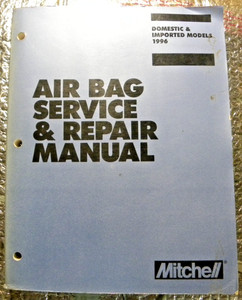 DOMESTIC &
IMPORTED MODELS
1996
AIR BAG
SERVICE
& REPAIR
MANUAL
Mitchell®